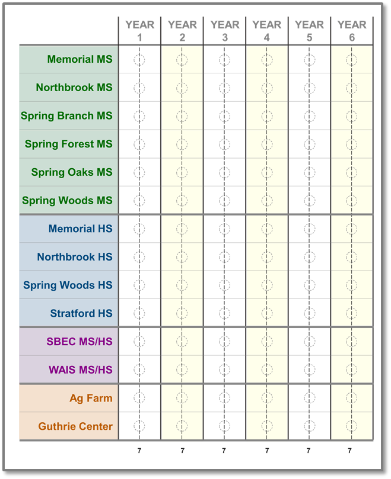 YEAR YEAR YEAR YEAR YEAR YEAR
1 2 3 4 5 6
Memorial MS
Northbrook MS
Spring Branch MS
Spring Forest MS
Spring Oaks MS
Spring Woods MS
Memorial HS
Northbrook HS
Spring Woods HS
Stratford HS
SBEC MS/HS
WAIS MS/HS
Ag Farm
Guthrie Center
7 7 7 7 7 7